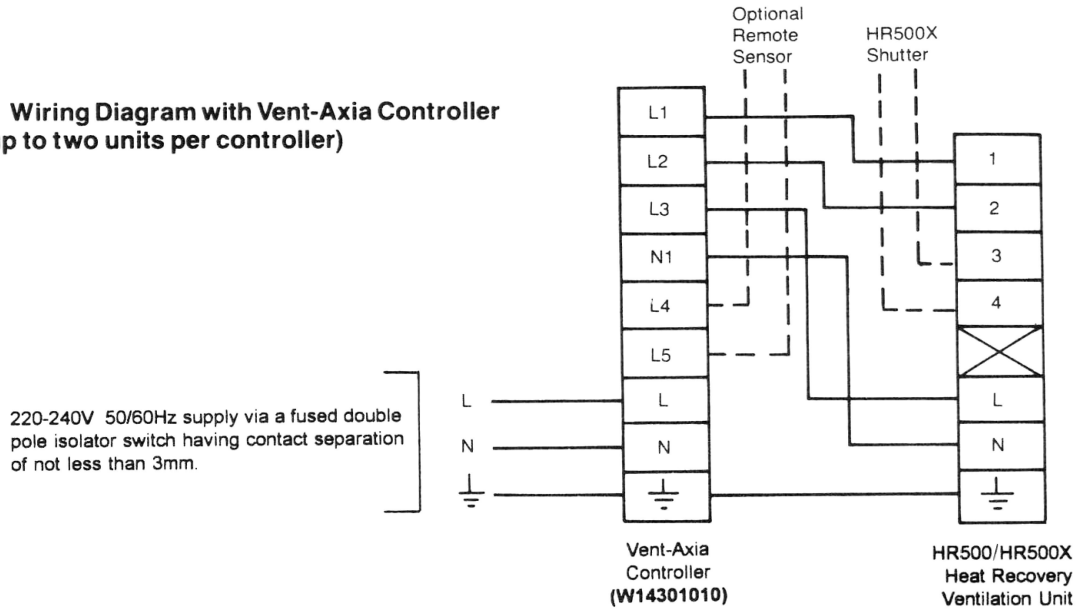 Optional
Remote
Sensor
HR500X
Shutter
Wiring Diagram with Vent-Axia Controller
p to two units per controller)
L1
L2
L3
N1
L4
L5
L
N
1
2
3
4
L
N
220-240V 50/60Hz supply via a fused double
pole isolator switch having contact separation
of not less than 3mm.
L
N
Vent-Axia
Controller
(W14301010)
HR500/HR500X
Heat Recovery
Ventilation Unit